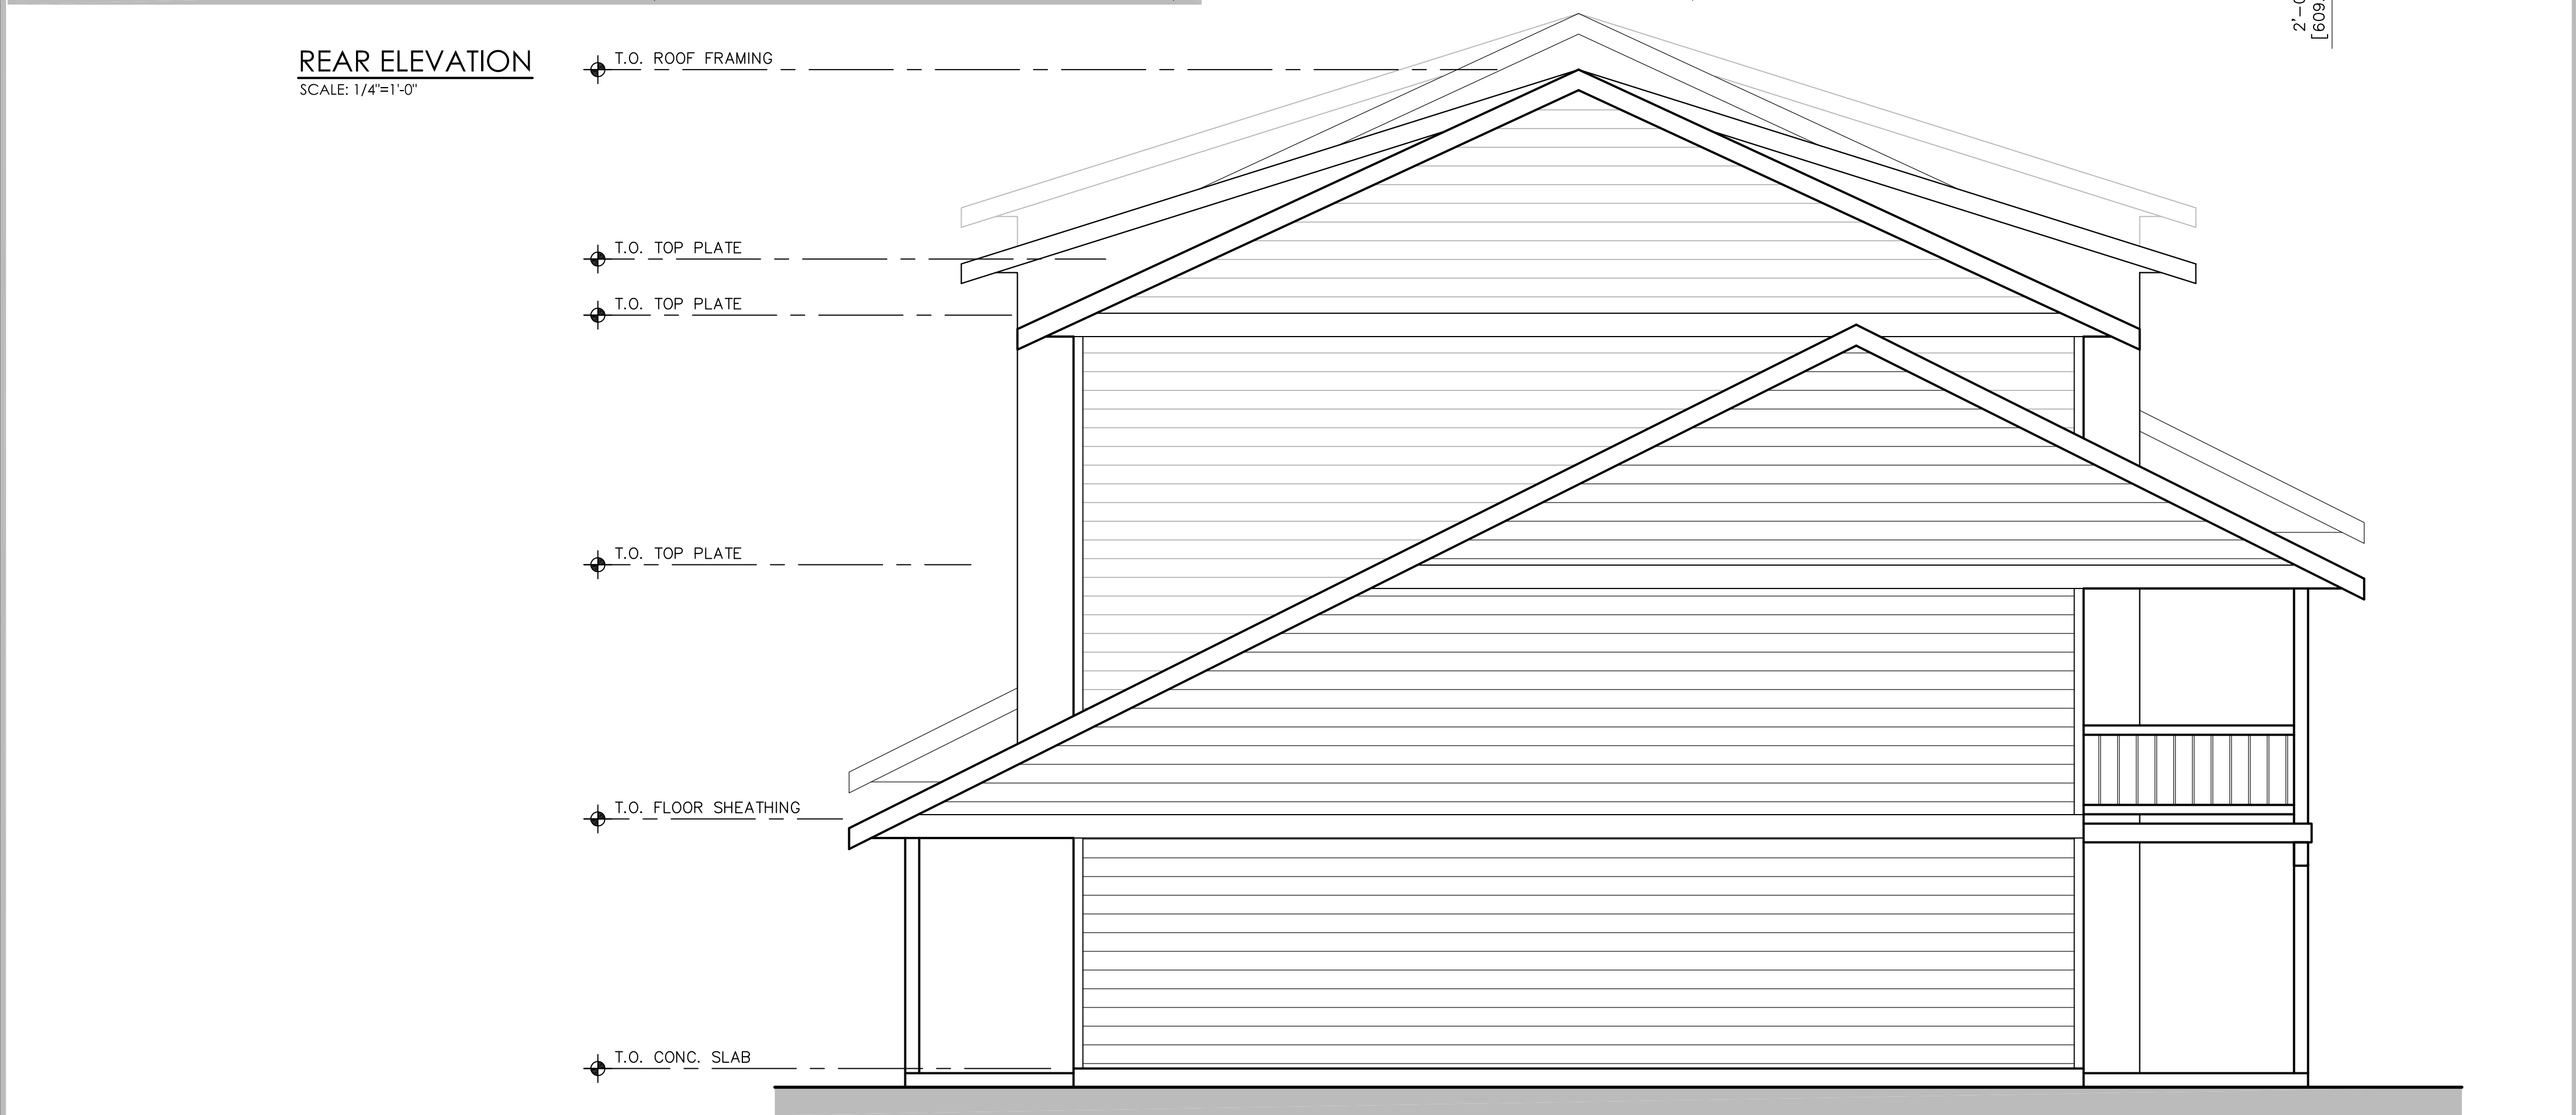 REAR ELEVATION
SCALE: 1/4"=1'-0"
T.O. ROOF FRAMING
T.O. TOP PLATE
T.O. TOP PLATE
T.O. TOP PLATE
T.O. FLOOR SHEATHING
T.O. CONC. SLAB